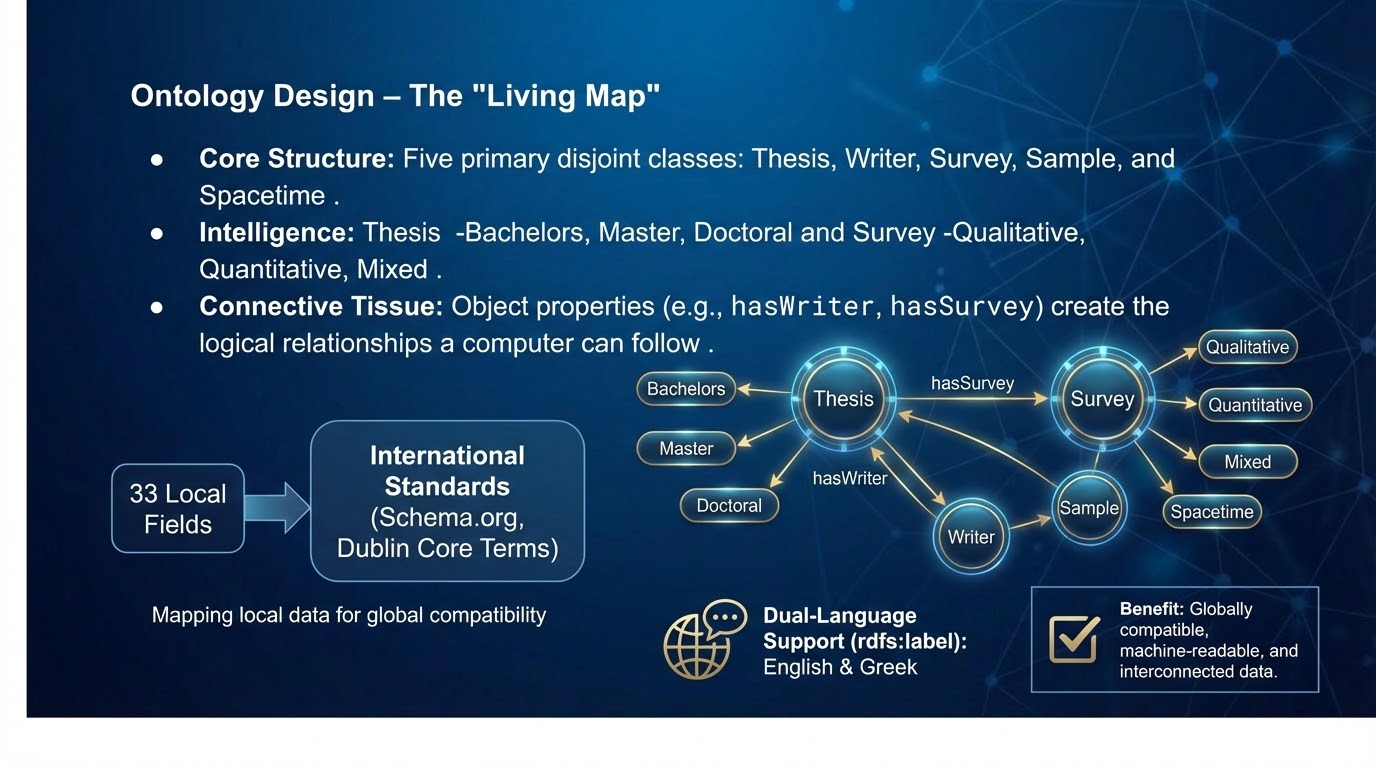 Ontology Design – The "Living Map"
● Core Structure: Five primary disjoint classes: Thesis, Writer, Survey, Sample, and
Spacetime .
● Intelligence: Thesis  -Bachelors, Master, Doctoral and Survey -Qualitative,
Quantitative, Mixed .
● Connective Tissue: Object properties (e.g., hasWriter, hasSurvey) create the
logical relationships a computer can follow .
33 Local
Fields
International
Standards
(Schema.org,
Dublin Core Terms)
Mapping local data for global compatibility
Bachelors
Master
Doctoral
Thesis
hasSurvey
hasWriter
Writer
Sample
Survey
Qualitative
Quantitative
Mixed
Spacetime
Dual-Language
Support (rdfs:label):
English & Greek
Benefit: Globally
compatible,
machine-readable, and
interconnected data.